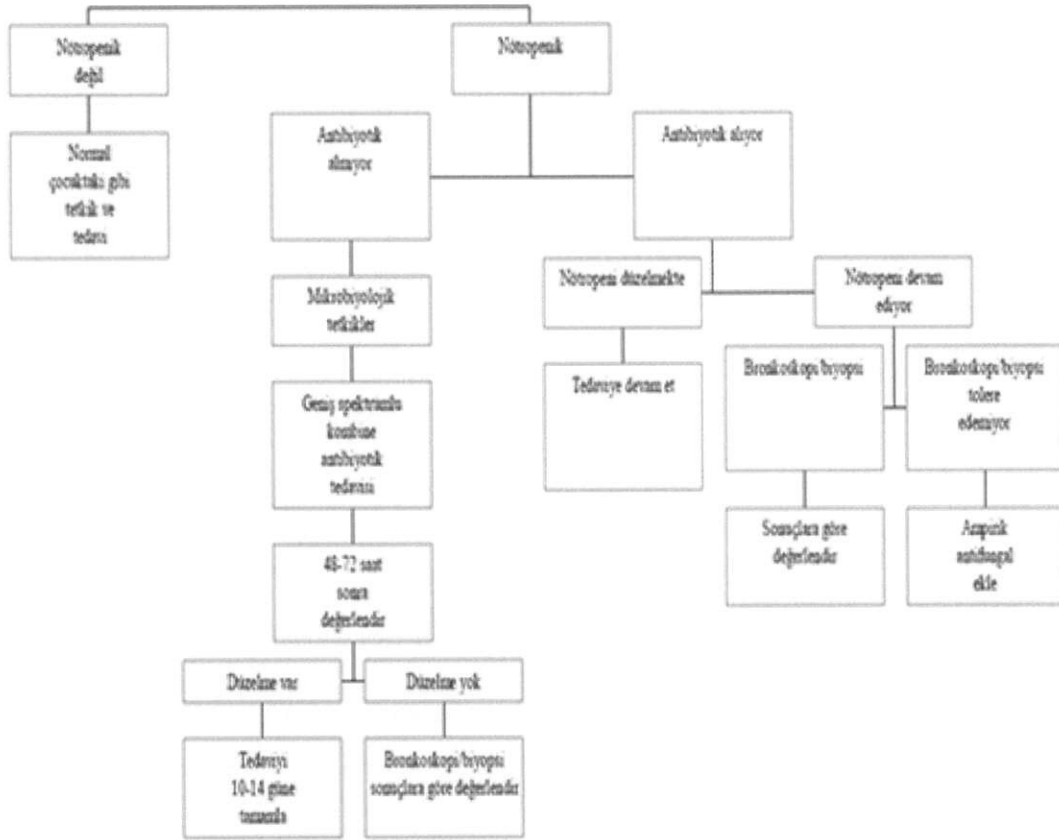 Nötropenik
değil
Nötropenik
Normal
çocuktaki gibi
tetkik ve
tedavi
Antibiyotik
almıyor
Antibiyotik alıyor
Mikrobiyolojik
tetkikler
Nötropeni düzelmekte
Nötropeni devam
ediyor
Geniş spektrumlu
kombine
antibiyotik
tedavisi
Tedaviye devam et
Bronkoskopi/biyopsi
Bronkoskopi/biyopsi
tolere
edemiyor
48-72 saat
sonra
değerlendir
Sonuçlara göre
değerlendir
Ampirik
antifungal
ekle
Düzelme var
Düzelme yok
Tedaviyi
10-14 güne
tamamla
Bronkoskopi/biyopsi
sonuçlara göre değerlendir